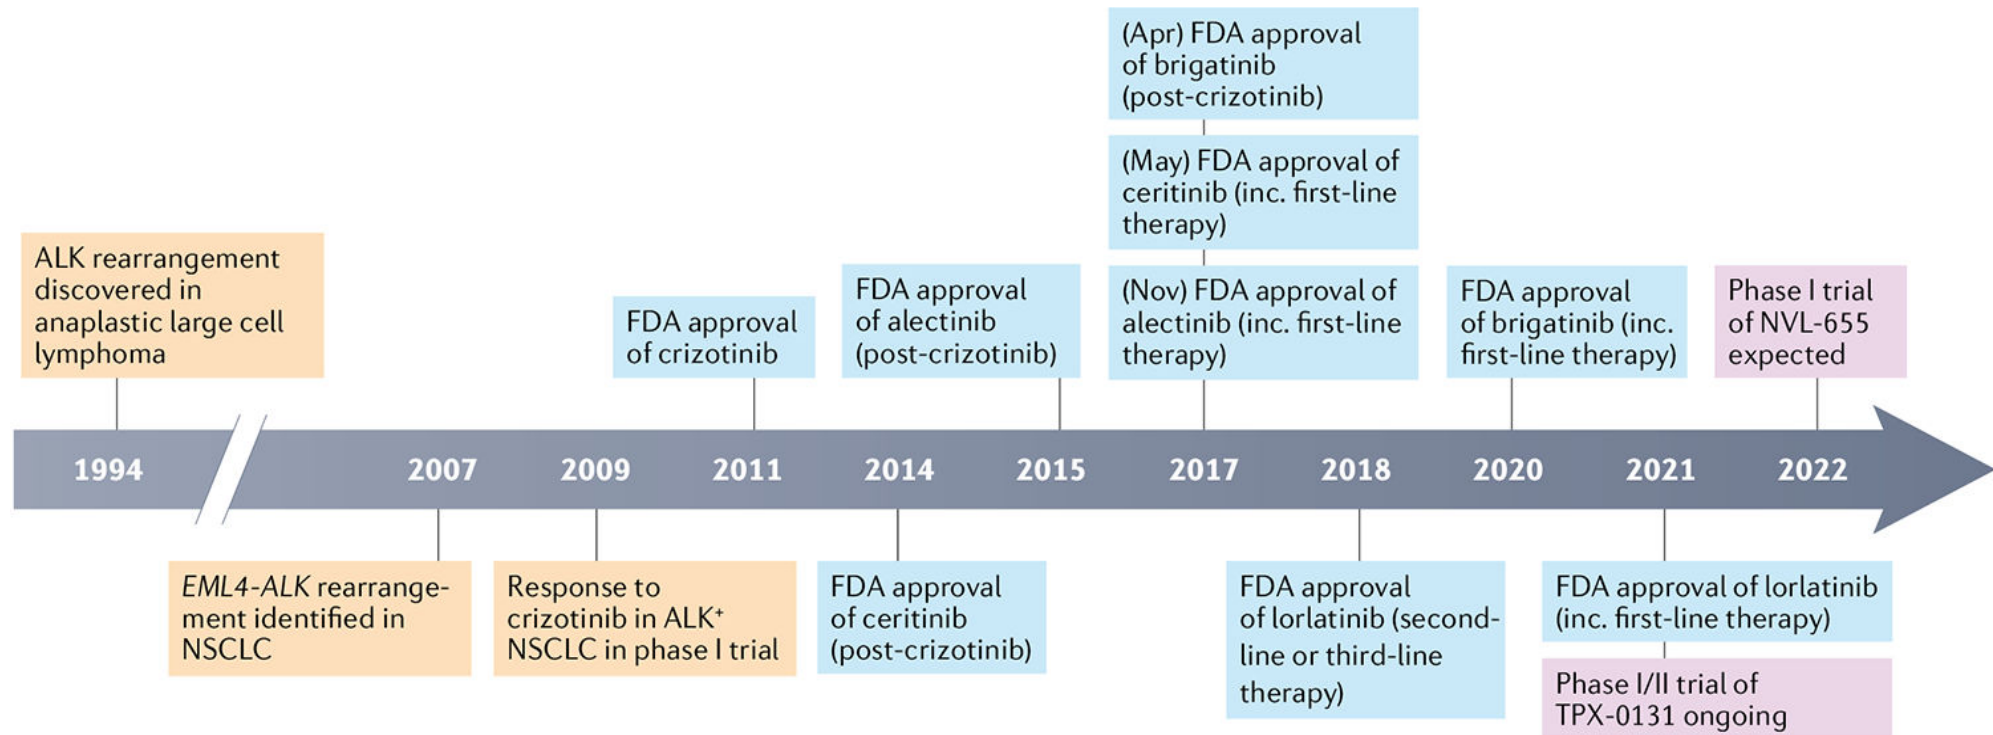 (Apr) FDA approval
of brigatinib
(post-crizotinib)
(May) FDA approval of
ceritinib (inc. first-line
therapy)
ALK rearrangement
discovered in
anaplastic large cell
lymphoma
FDA approval
of crizotinib
FDA approval
of alectinib
(post-crizotinib)
(Nov) FDA approval of
alectinib (inc. first-line
therapy)
FDA approval
of brigatinib (inc.
first-line therapy)
Phase I trial
of NVL-655
expected
1994 2007 2009 2011 2014 2015 2017 2018 2020 2021 2022
EML4-ALK rearrange-
ment identified in
NSCLC
Response to
crizotinib in ALK⁺
NSCLC in phase I trial
FDA approval
of ceritinib
(post-crizotinib)
FDA approval
of lorlatinib (second-
line or third-line
therapy)
FDA approval of lorlatinib
(inc. first-line therapy)
Phase I/II trial of
TPX-0131 ongoing